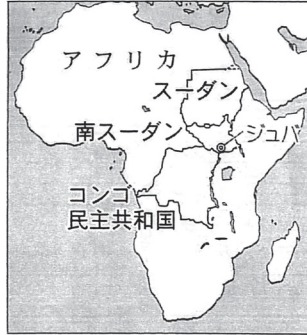 アフリカ
スーダン
南スーダン
ジュバ
コンゴ
民主共和国